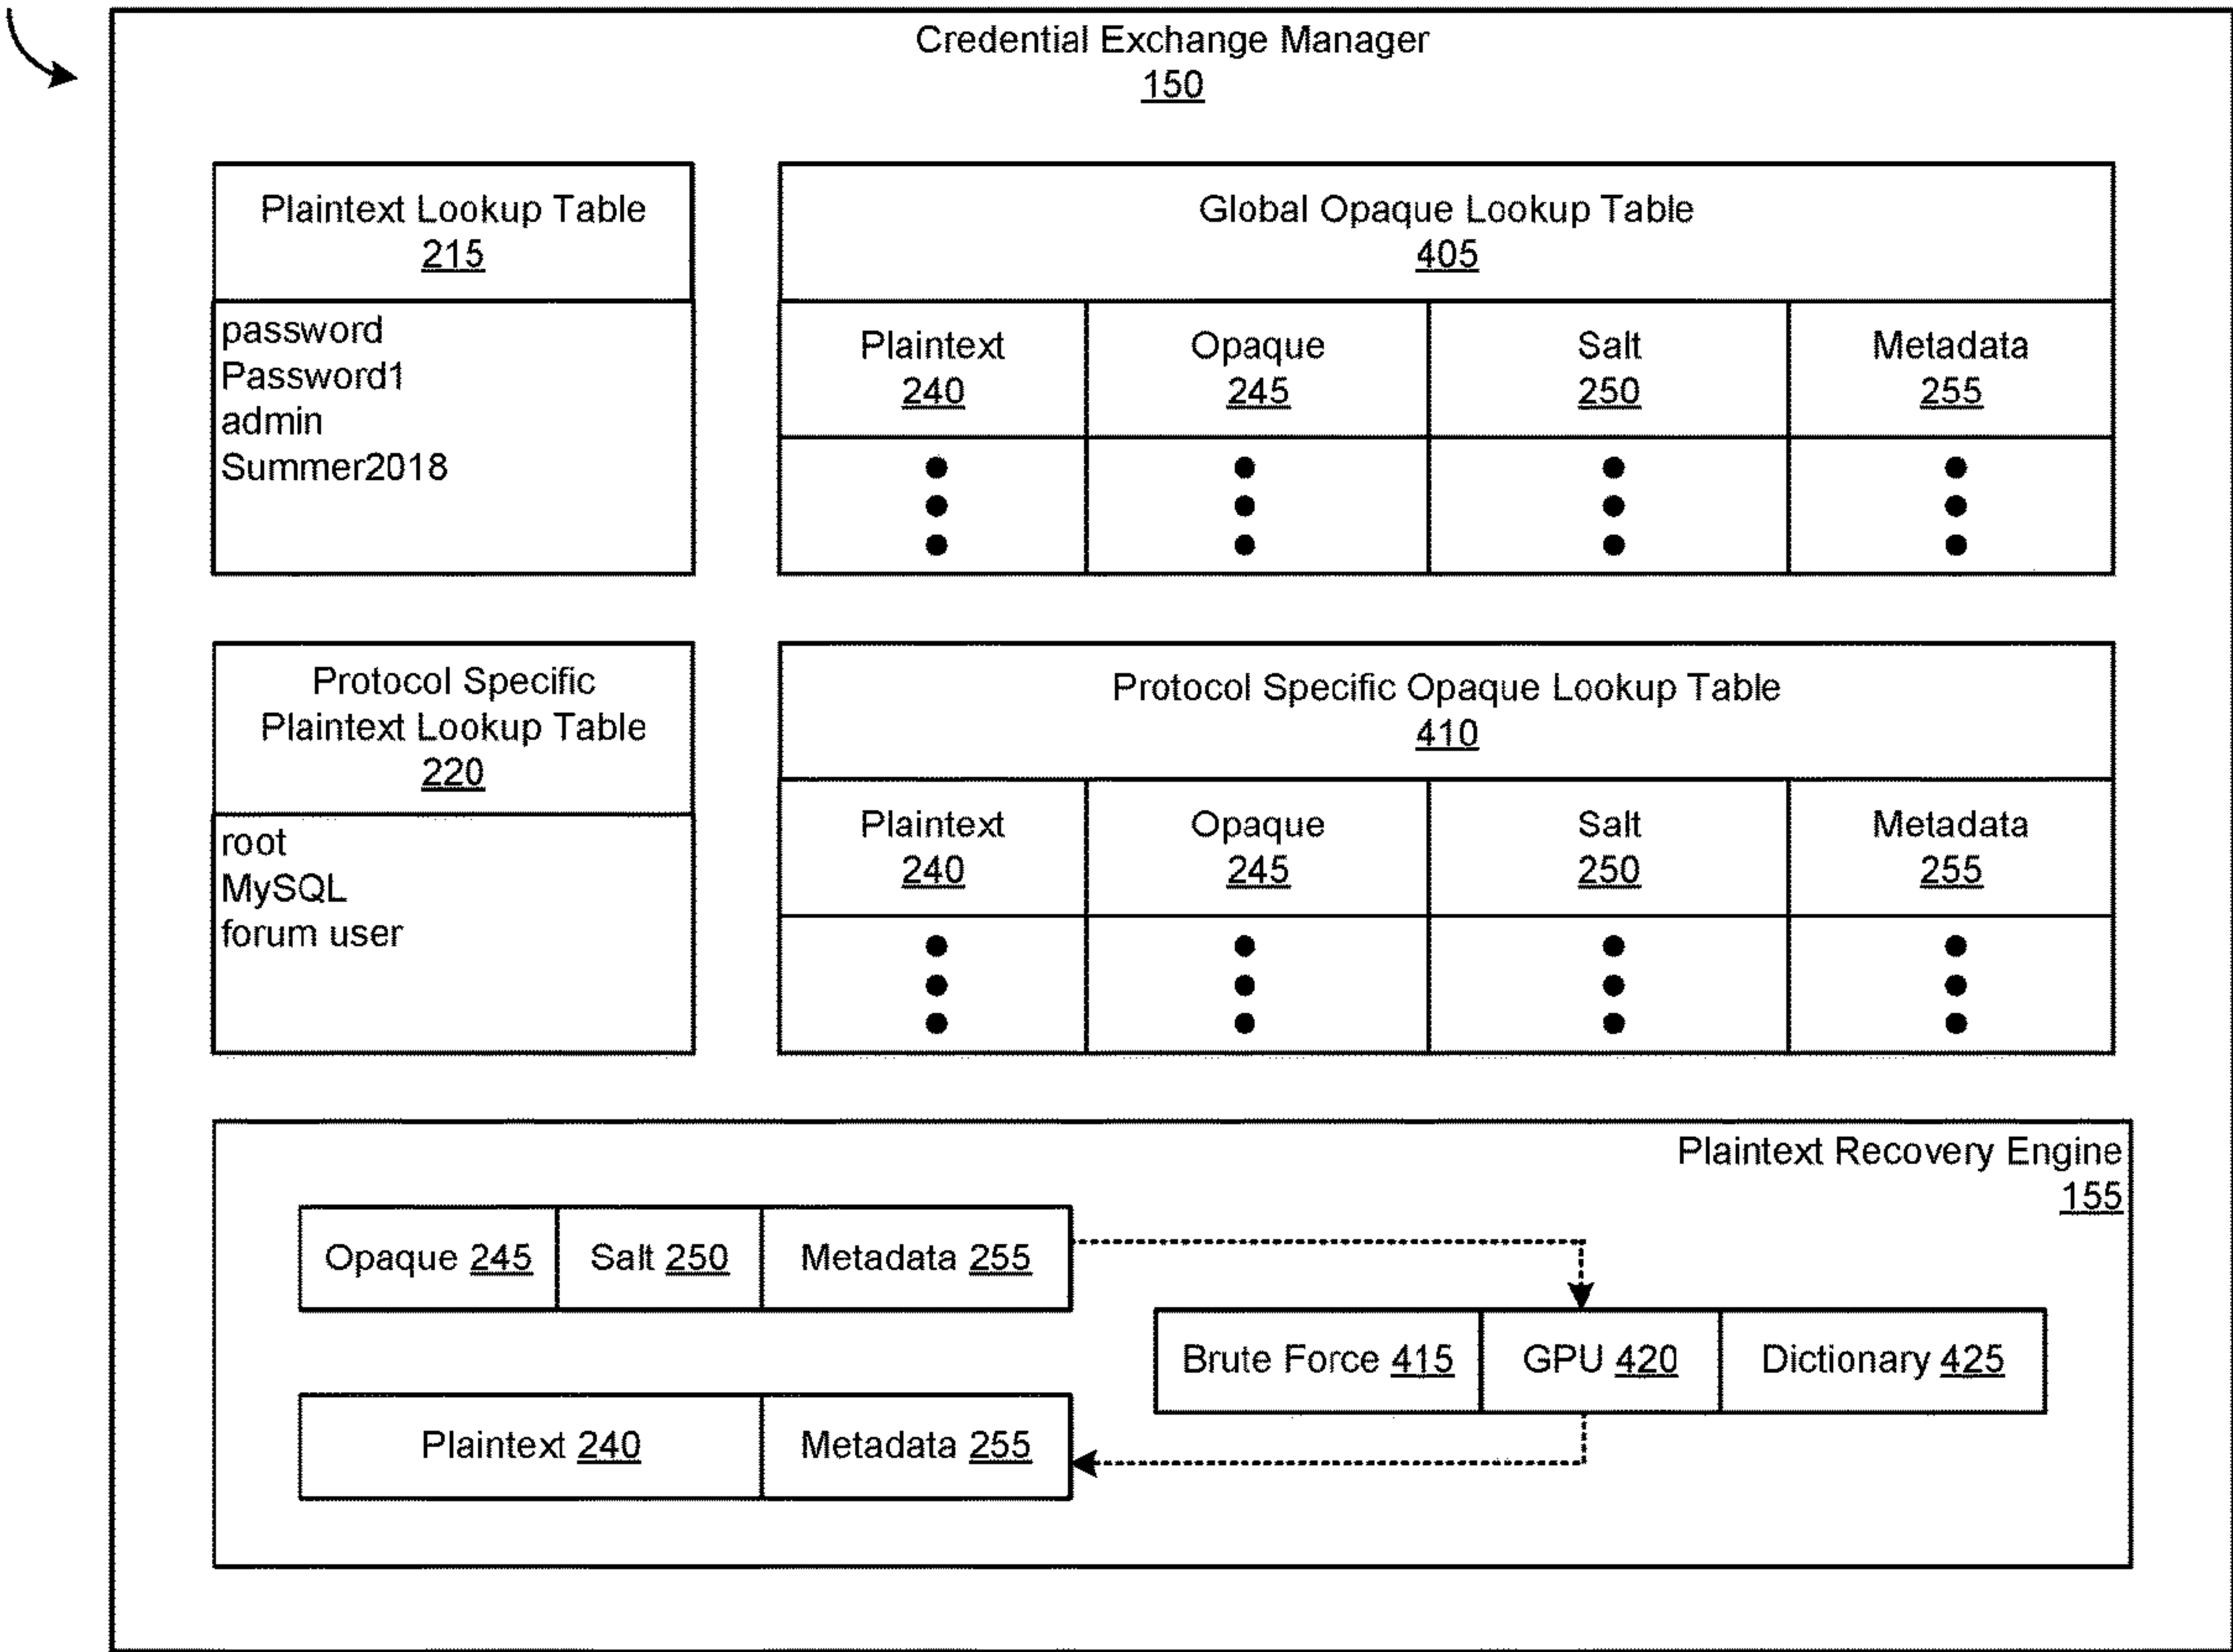 Credential Exchange Manager
150
Plaintext Lookup Table
215
password
Password1
admin
Summer2018
Global Opaque Lookup Table
405
Plaintext
240
Opaque
245
Salt
250
Metadata
255
Protocol Specific
Plaintext Lookup Table
220
root
MySQL
forum user
Protocol Specific Opaque Lookup Table
410
Plaintext
240
Opaque
245
Salt
250
Metadata
255
Plaintext Recovery Engine
155
Opaque 245
Salt 250
Metadata 255
Brute Force 415
GPU 420
Dictionary 425
Plaintext 240
Metadata 255